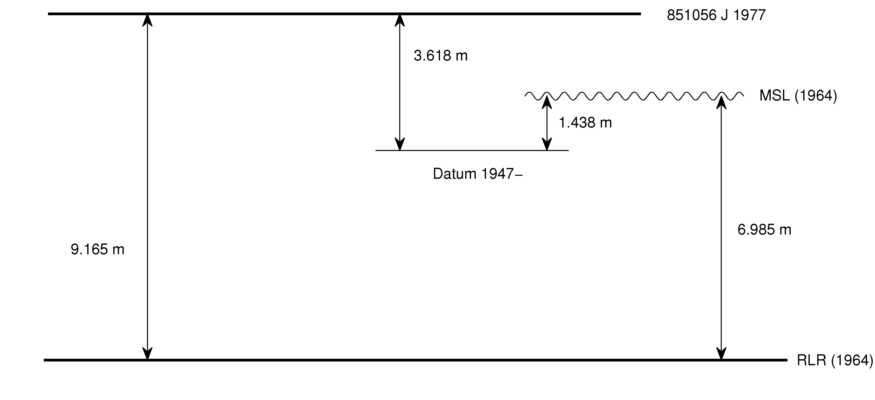 851056 J 1977
3.618 m
MSL (1964)
1.438 m
Datum 1947–
6.985 m
9.165 m
RLR (1964)